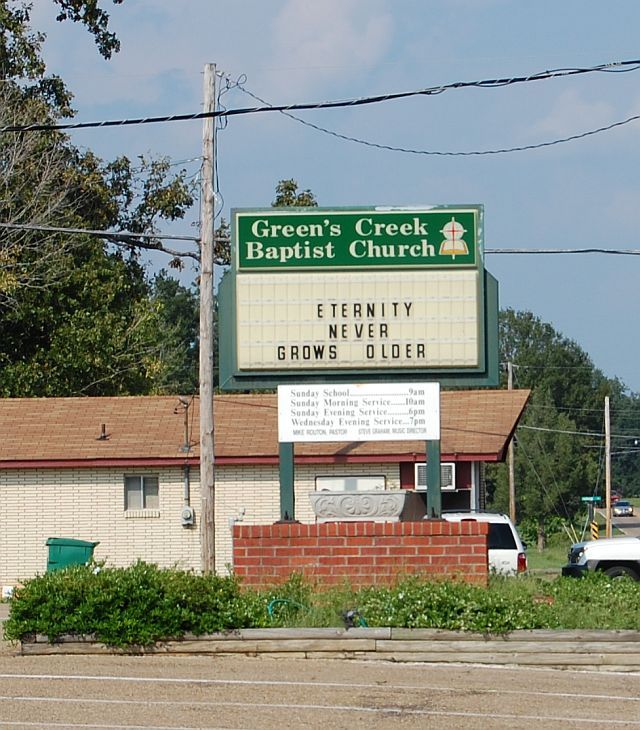 Green's Creek
Baptist Church
ETERNITY
NEVER
GROWS OLDER
Sunday School....................9am
Sunday Morning Service.....10am
Sunday Evening Service........6pm
Wednesday Evening Service...7pm
MIKE ROUTON, PASTOR STEVE GRAHAM, MUSIC DIRECTOR